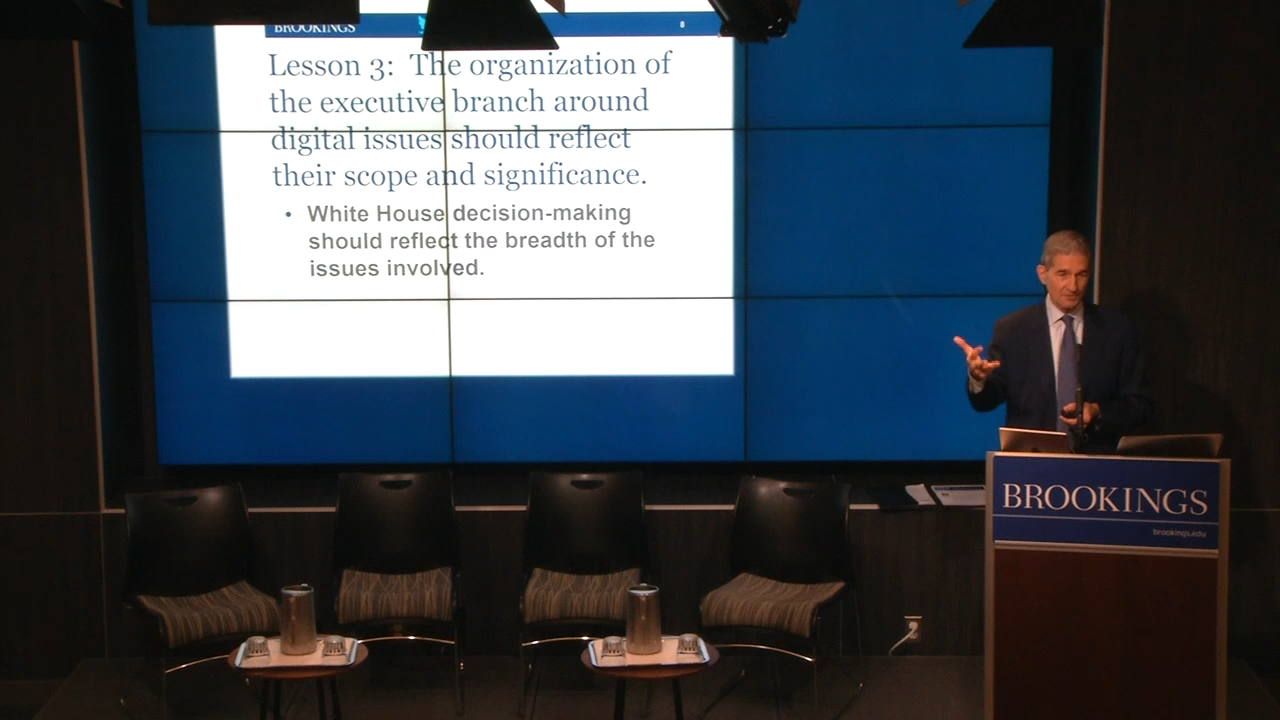 BROOKINGS
8
Lesson 3: The organization of
the executive branch around
digital issues should reflect
their scope and significance.
• White House decision-making
should reflect the breadth of the
issues involved.
BROOKINGS
brookings.edu